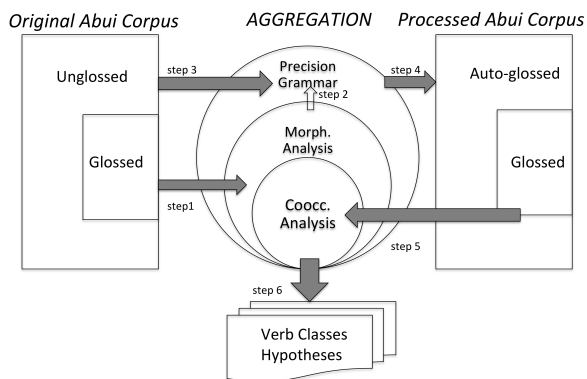 Original Abui Corpus
AGGREGATION
Processed Abui Corpus
Unglossed
step 3
Precision
Grammar
step 4
Auto-glossed
step 2
Glossed
Morph.
Analysis
Glossed
step1
Coocc.
Analysis
step 5
step 6
Verb Classes
Hypotheses